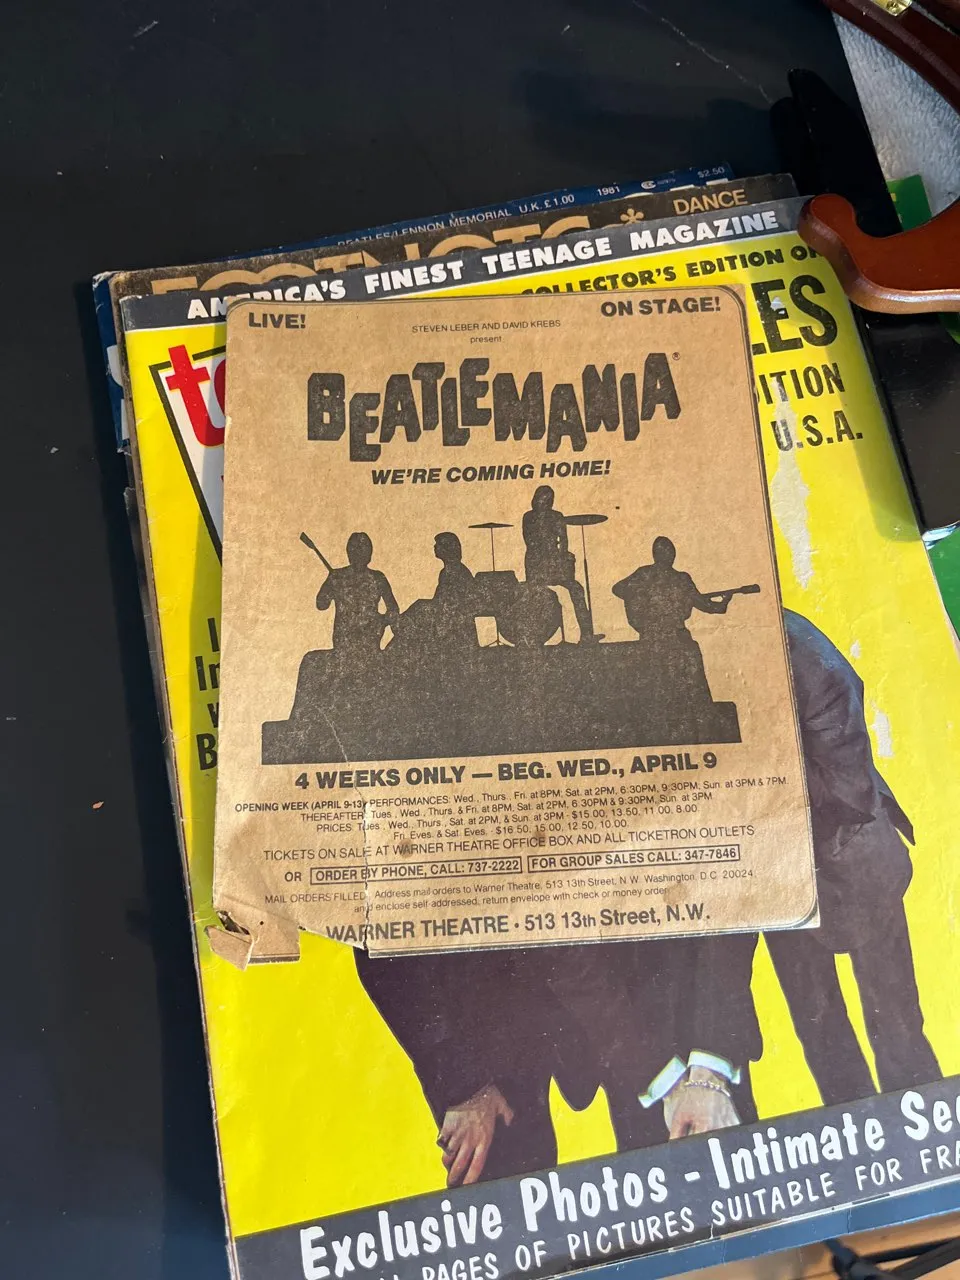 $2.50
BEATLES/LENNON MEMORIAL U.K. £1.00 1981
FOOTNOTES * DANCE
AMERICA'S FINEST TEENAGE MAGAZINE
COLLECTOR'S EDITION OF
LES
ITION
U.S.A.
LIVE!
ON STAGE!
STEVEN LEBER AND DAVID KREBS
present
BEATLEMANIA®
WE'RE COMING HOME!
4 WEEKS ONLY — BEG. WED., APRIL 9
OPENING WEEK (APRIL 9-13) PERFORMANCES: Wed., Thurs., Fri. at 8PM, Sat. at 2PM, 6:30PM, 9:30PM; Sun. at 3PM & 7PM.
THEREAFTER: Tues., Wed., Thurs. & Fri. at 8PM, Sat. at 2PM, 6:30PM & 9:30PM, Sun. at 3PM
PRICES: Tues., Wed., Thurs., Sat. at 2PM, & Sun. at 3PM - $15.00, 13.50, 11.00, 8.00.
Fri. Eves. & Sat. Eves. - $16.50, 15.00, 12.50, 10.00.
TICKETS ON SALE AT WARNER THEATRE OFFICE BOX AND ALL TICKETRON OUTLETS
OR ORDER BY PHONE, CALL: 737-2222 FOR GROUP SALES CALL: 347-7846
MAIL ORDERS FILLED: Address mail orders to Warner Theatre, 513 13th Street, N.W. Washington, D.C. 20024,
and enclose self-addressed, return envelope with check or money order.
WARNER THEATRE • 513 13th Street, N.W.
Exclusive Photos - Intimate Sec
PAGES OF PICTURES SUITABLE FOR FRA